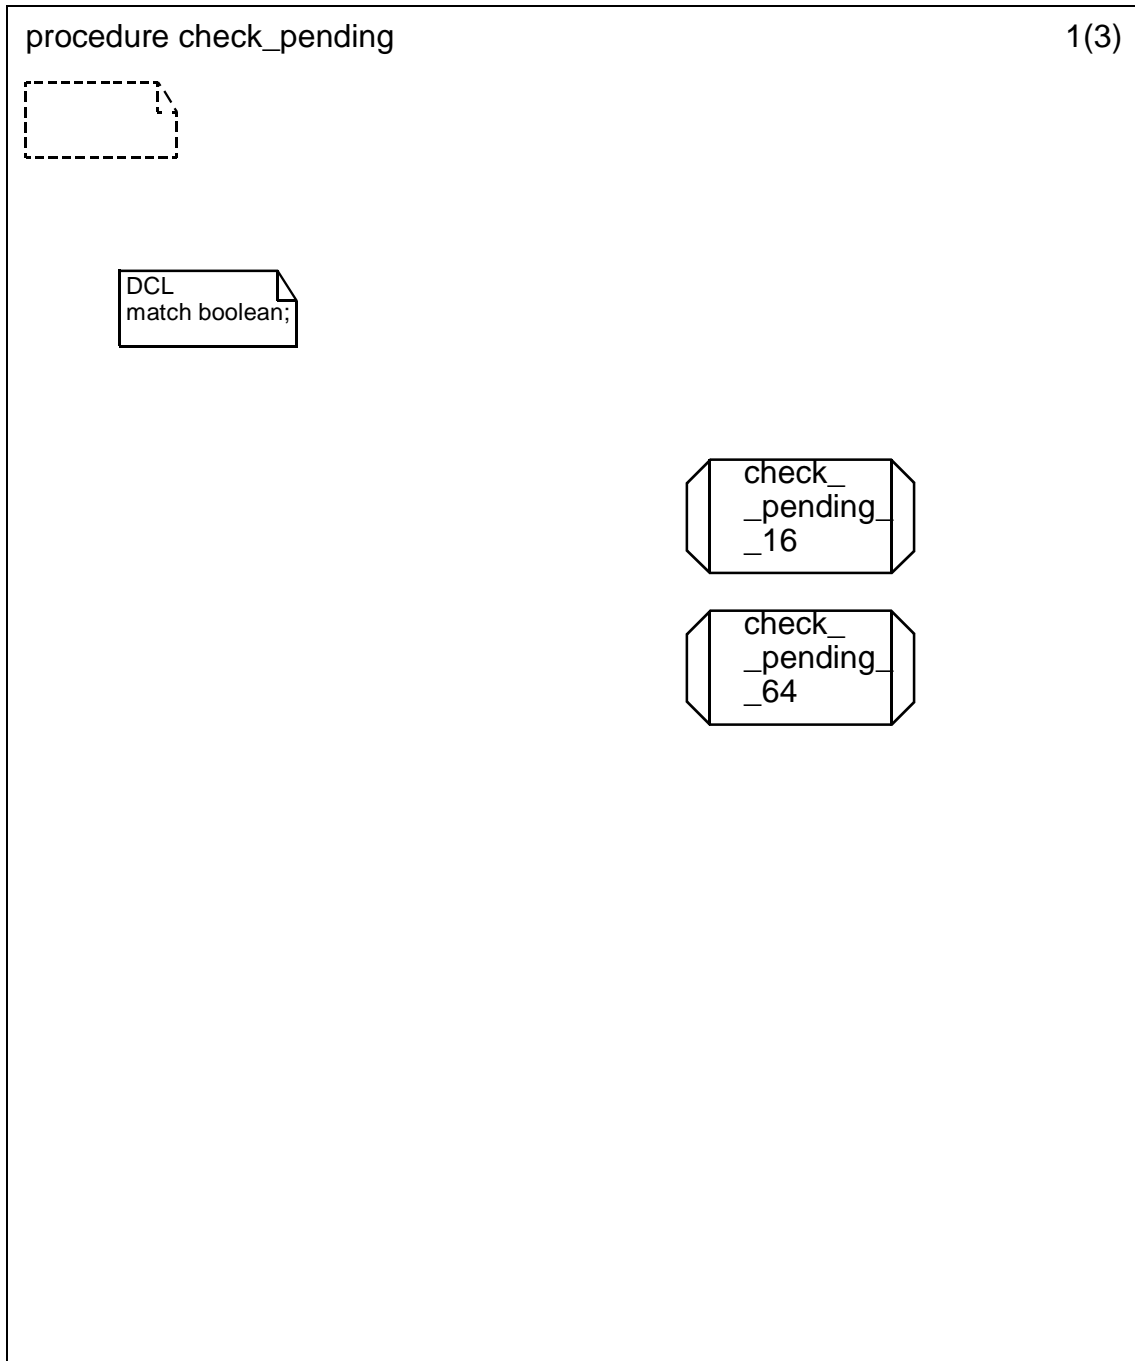 procedure check_pending 1(3)
DCL
match boolean;
check_
_pending_
_16
check_
_pending_
_64